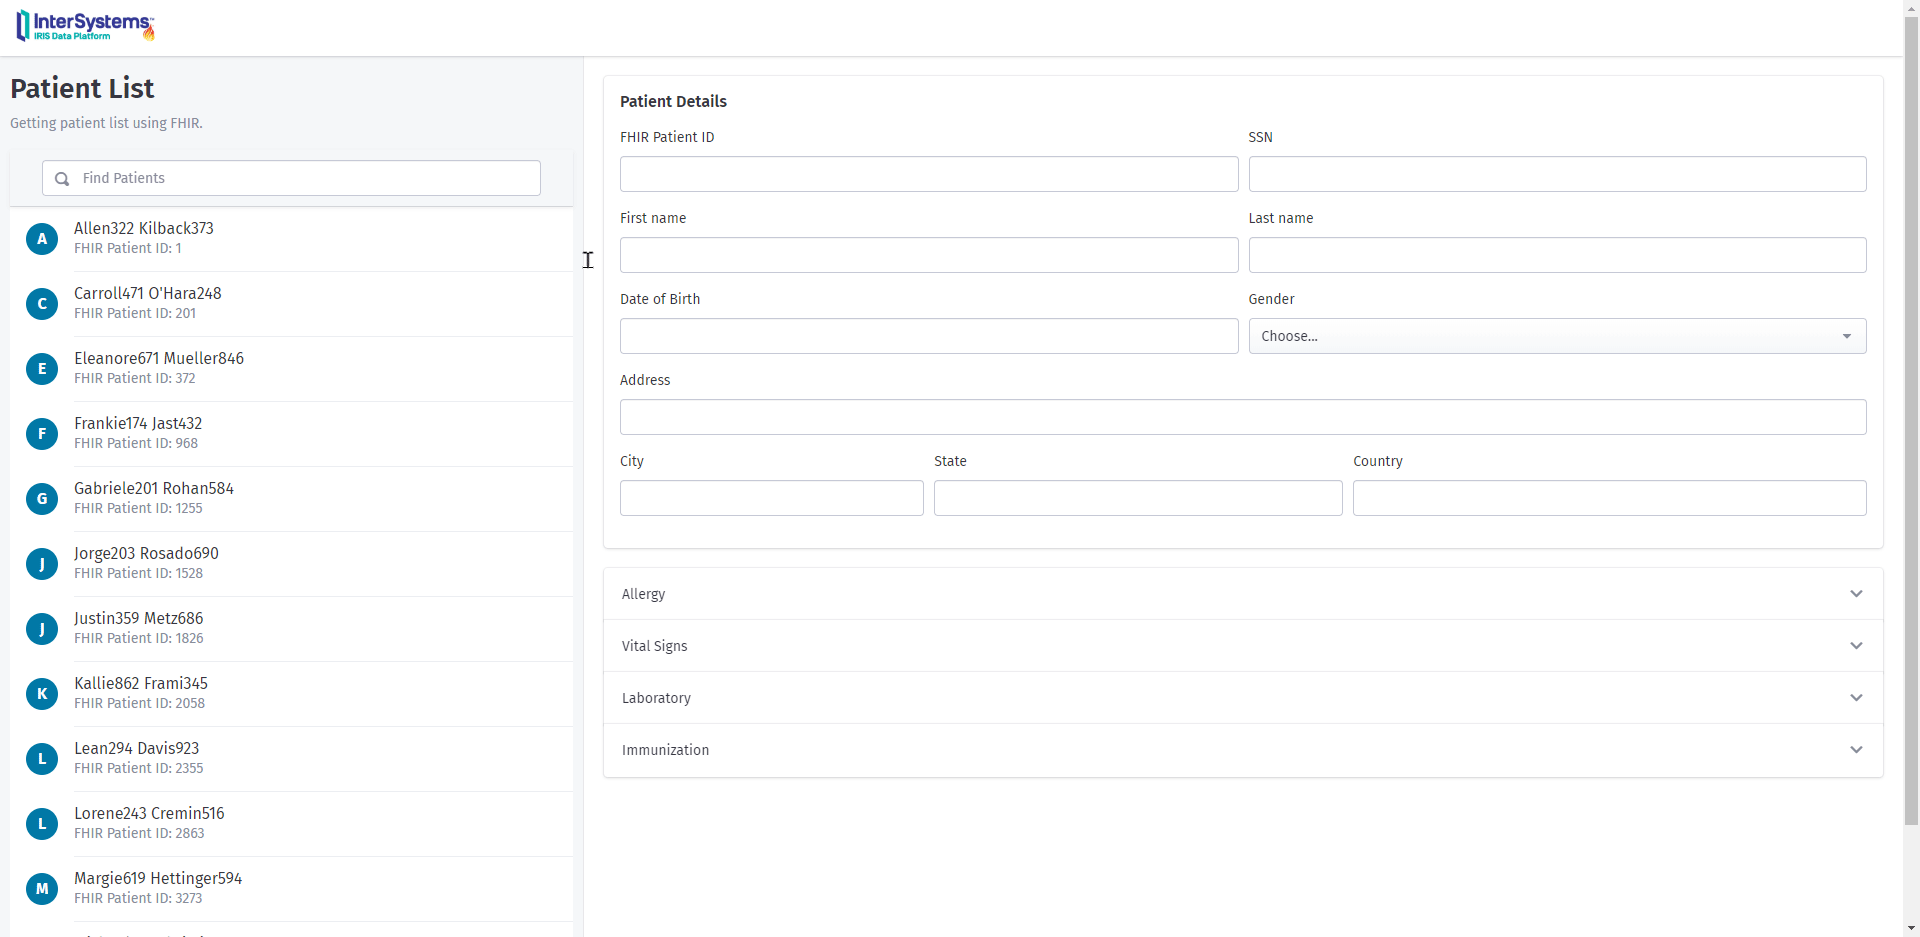 InterSystems
IRIS Data Platform
Patient List
Getting patient list using FHIR.
Find Patients
A
Allen322 Kilback373
FHIR Patient ID: 1
C
Carroll471 O'Hara248
FHIR Patient ID: 201
E
Eleanore671 Mueller846
FHIR Patient ID: 372
F
Frankie174 Jast432
FHIR Patient ID: 968
G
Gabriele201 Rohan584
FHIR Patient ID: 1255
J
Jorge203 Rosado690
FHIR Patient ID: 1528
J
Justin359 Metz686
FHIR Patient ID: 1826
K
Kallie862 Frami345
FHIR Patient ID: 2058
L
Lean294 Davis923
FHIR Patient ID: 2355
L
Lorene243 Cremin516
FHIR Patient ID: 2863
M
Margie619 Hettinger594
FHIR Patient ID: 3273
Patient Details
FHIR Patient ID
SSN
First name
Last name
Date of Birth
Gender
Choose...
Address
City
State
Country
Allergy
Vital Signs
Laboratory
Immunization